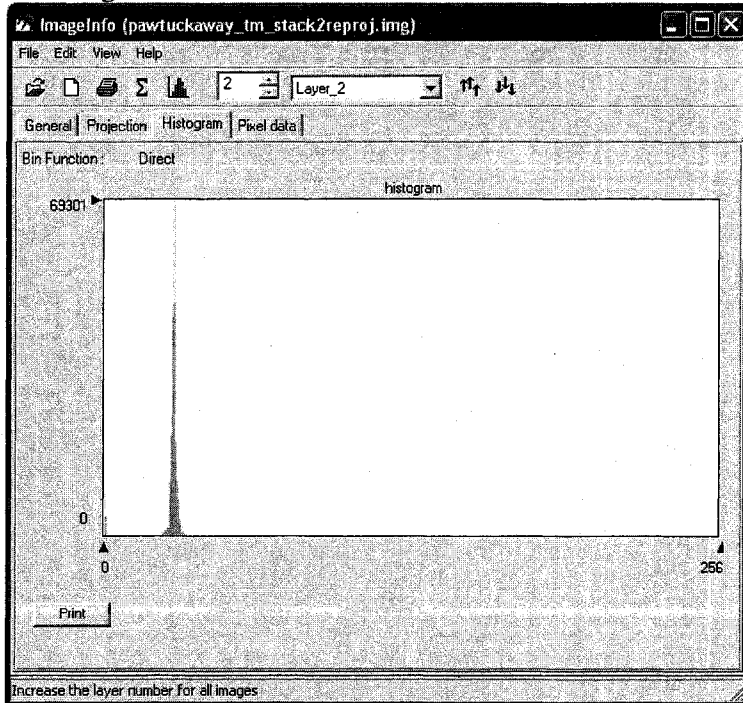 ImageInfo (pawtuckaway_tm_stack2reproj.img)
File Edit View Help
Σ 2 Layer_2
General Projection Histogram Pixel data
Bin Function : Direct
histogram
69301
0
0 256
Print
Increase the layer number for all images